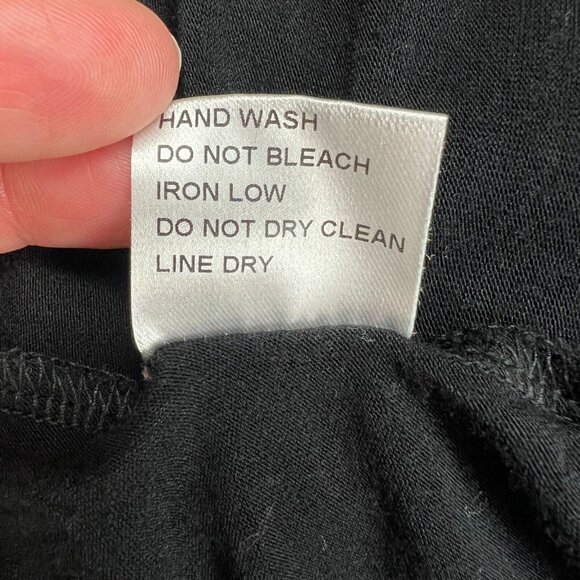 HAND WASH
DO NOT BLEACH
IRON LOW
DO NOT DRY CLEAN
LINE DRY